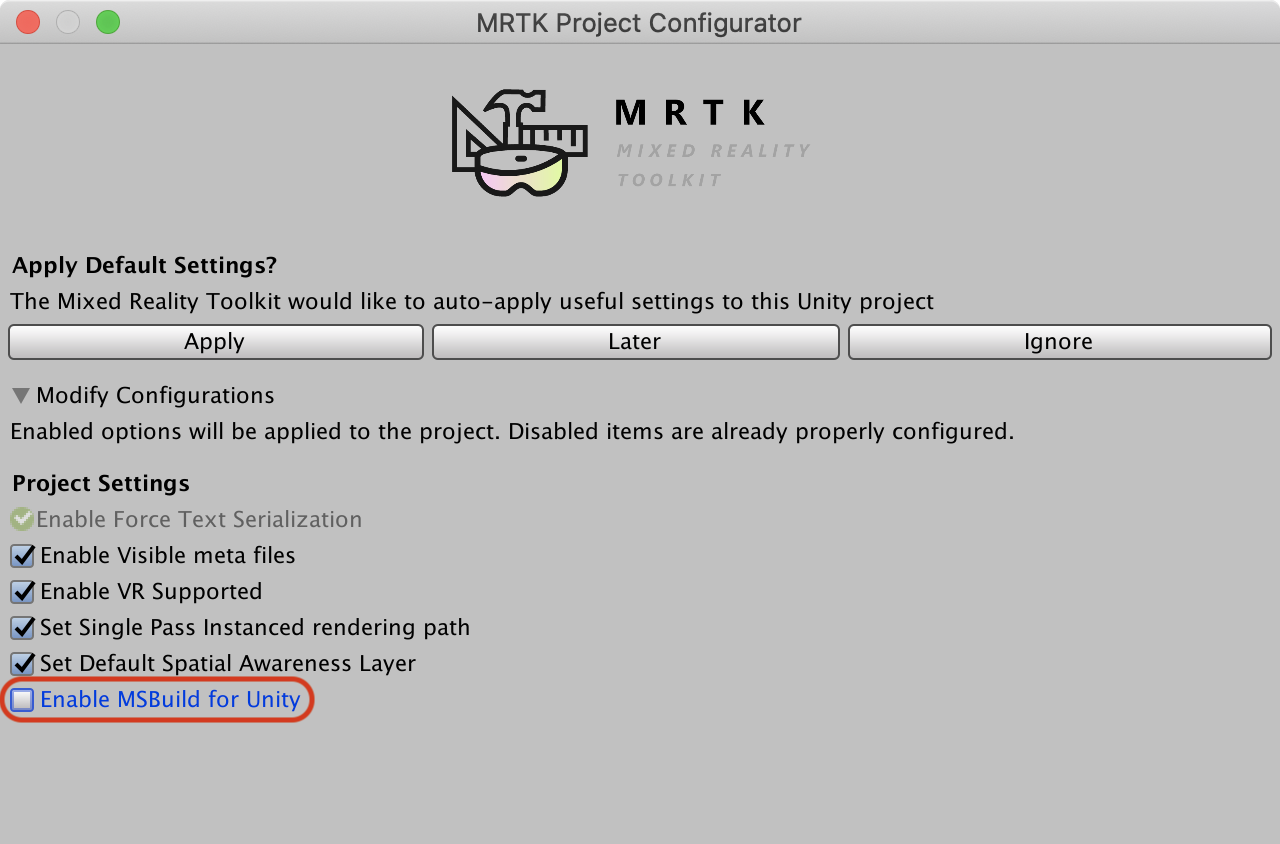 MRTK Project Configurator
MRTK
MIXED REALITY
TOOLKIT
Apply Default Settings?
The Mixed Reality Toolkit would like to auto-apply useful settings to this Unity project
Apply Later Ignore
Modify Configurations
Enabled options will be applied to the project. Disabled items are already properly configured.
Project Settings
Enable Force Text Serialization
Enable Visible meta files
Enable VR Supported
Set Single Pass Instanced rendering path
Set Default Spatial Awareness Layer
Enable MSBuild for Unity